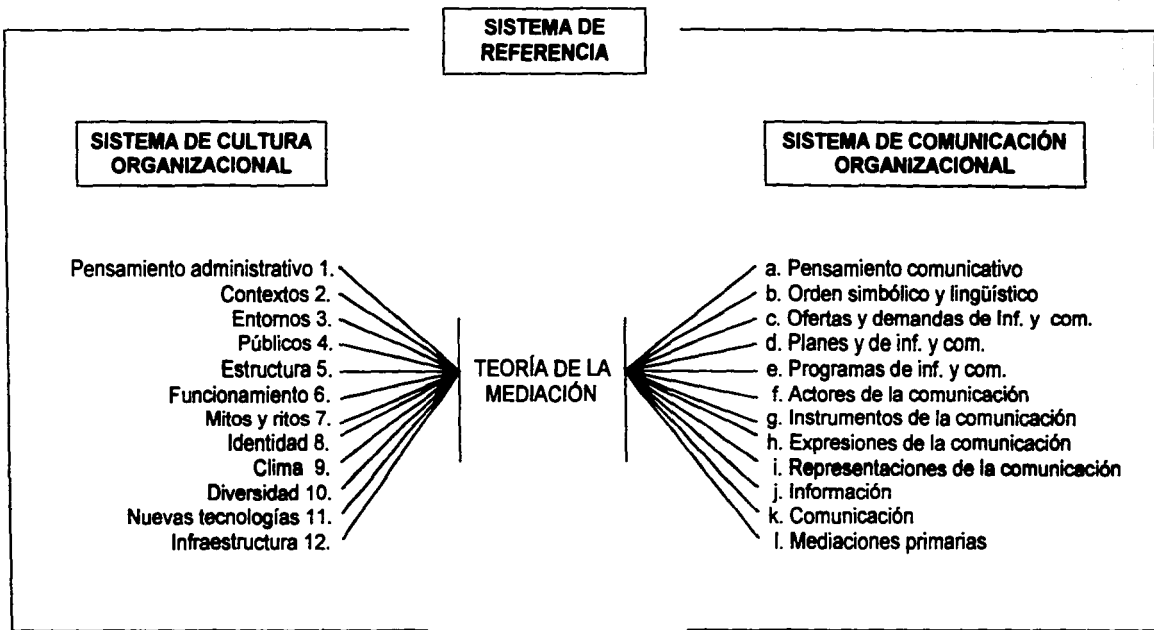 SISTEMA DE
REFERENCIA
SISTEMA DE CULTURA
ORGANIZACIONAL
Pensamiento administrativo 1.
Contextos 2.
Entornos 3.
Públicos 4.
Estructura 5.
Funcionamiento 6.
Mitos y ritos 7.
Identidad 8.
Clima 9.
Diversidad 10.
Nuevas tecnologías 11.
Infraestructura 12.
TEORÍA DE LA
MEDIACIÓN
SISTEMA DE COMUNICACIÓN
ORGANIZACIONAL
a. Pensamiento comunicativo
b. Orden simbólico y lingüístico
c. Ofertas y demandas de Inf. y com.
d. Planes y de inf. y com.
e. Programas de inf. y com.
f. Actores de la comunicación
g. Instrumentos de la comunicación
h. Expresiones de la comunicación
i. Representaciones de la comunicación
j. Información
k. Comunicación
l. Mediaciones primarias